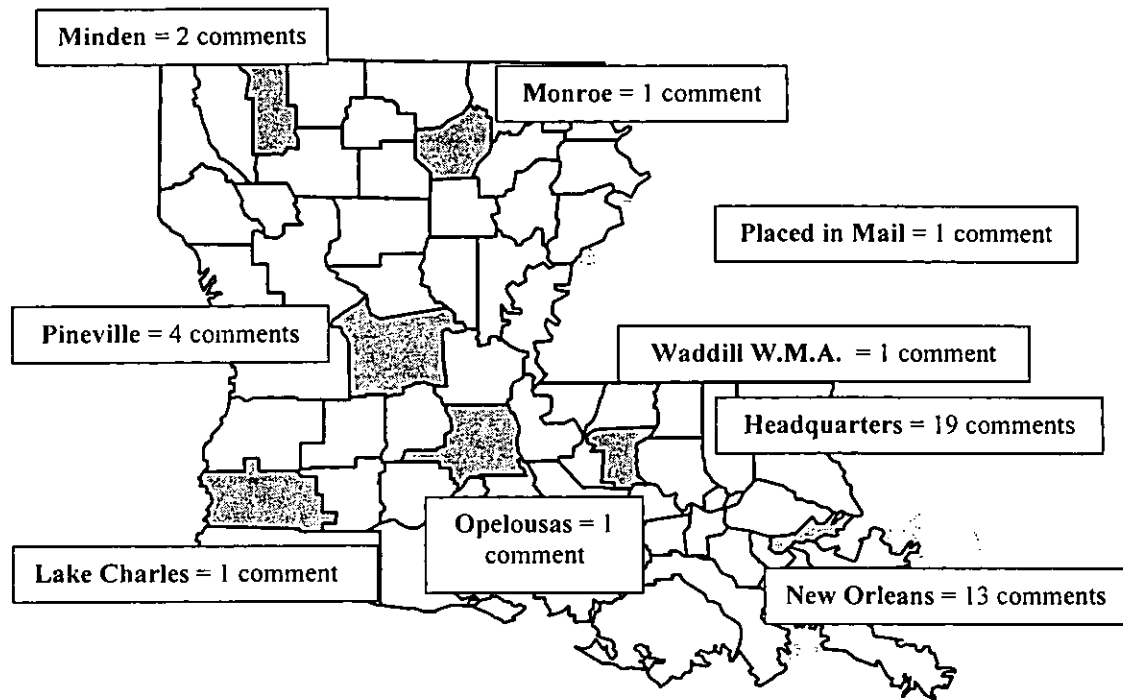 Minden = 2 comments
Monroe = 1 comment
Placed in Mail = 1 comment
Pineville = 4 comments
Waddill W.M.A. = 1 comment
Headquarters = 19 comments
Opelousas = 1
comment
Lake Charles = 1 comment
New Orleans = 13 comments